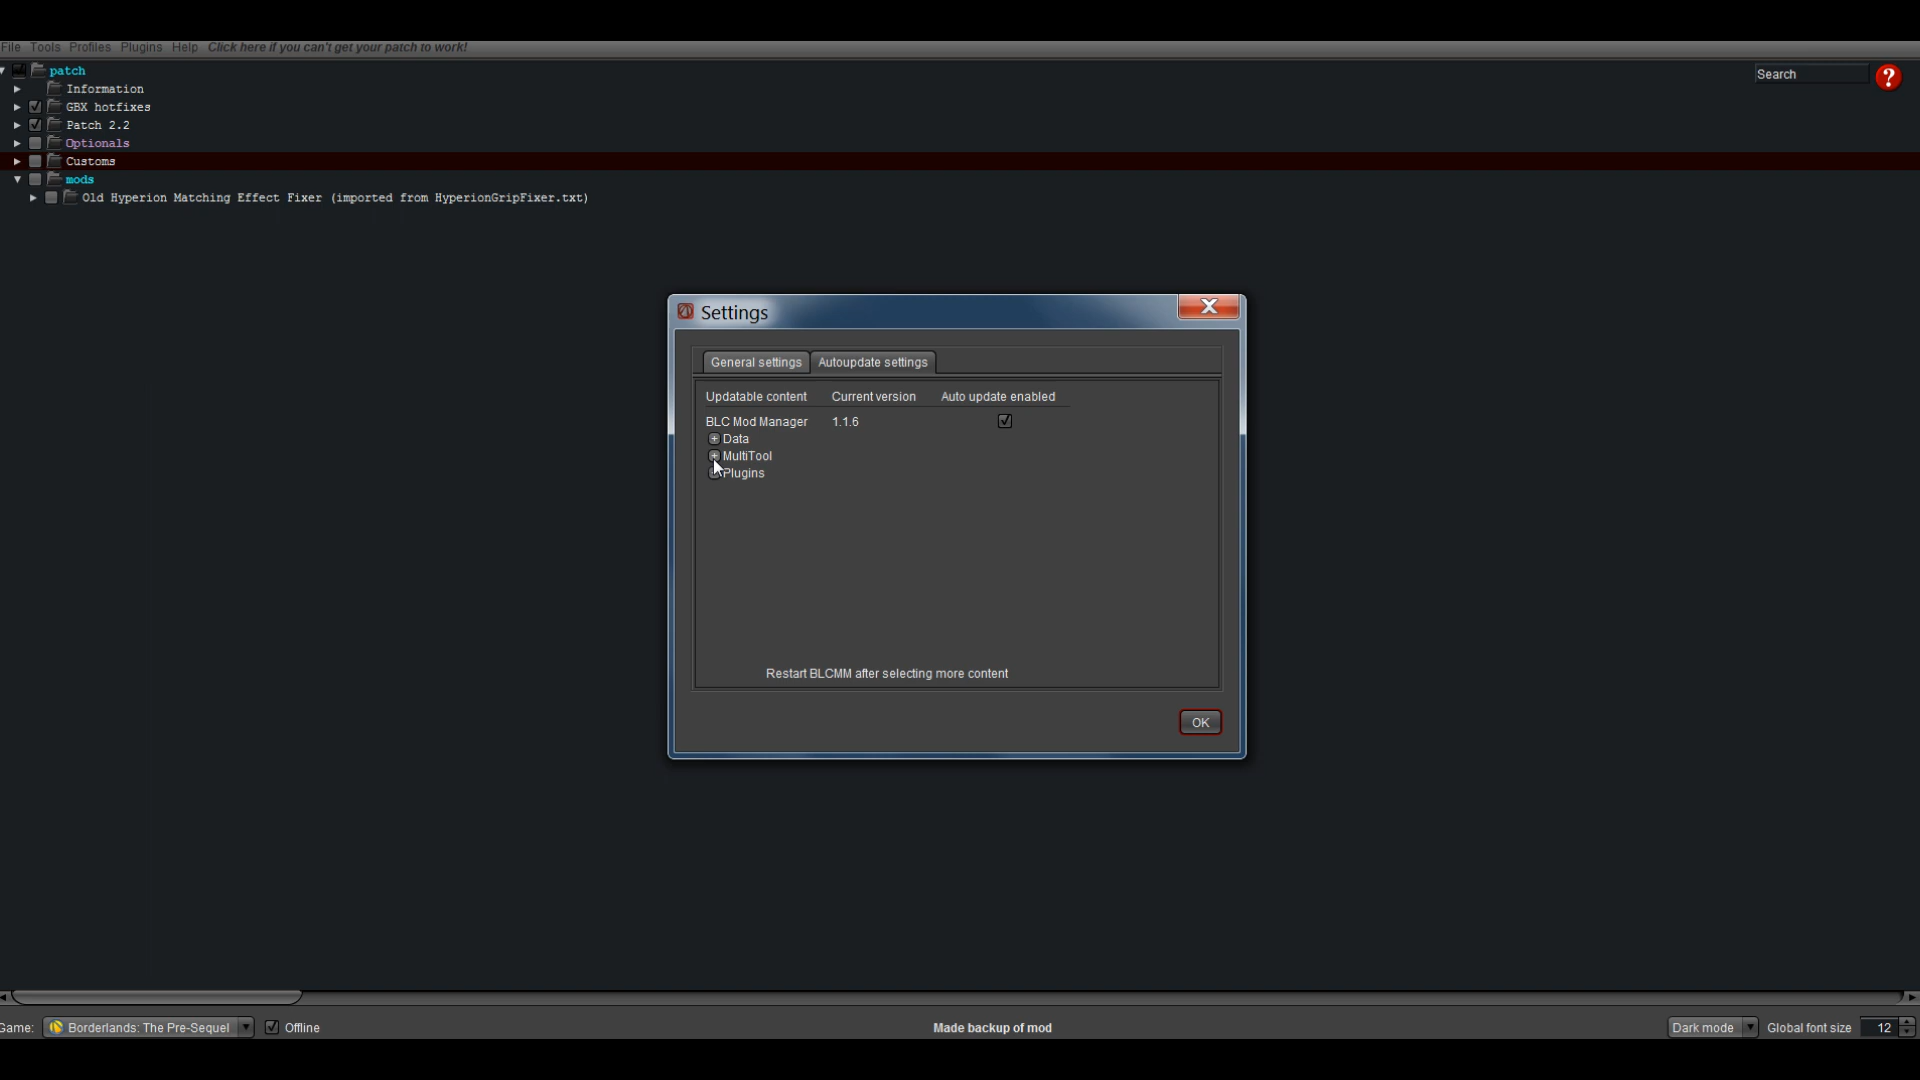 File Tools Profiles Plugins Help Click here if you can't get your patch to work!
patch
Search
Information
GBX hotfixes
Patch 2.2
Optionals
Customs
mods
Old Hyperion Matching Effect Fixer (imported from HyperionGripFixer.txt)
Settings
General settings Autoupdate settings
Updatable content Current version Auto update enabled
BLC Mod Manager 1.1.6
Data
MultiTool
Plugins
Restart BLCMM after selecting more content
OK
Game: Borderlands: The Pre-Sequel Offline Made backup of mod Dark mode Global font size 12